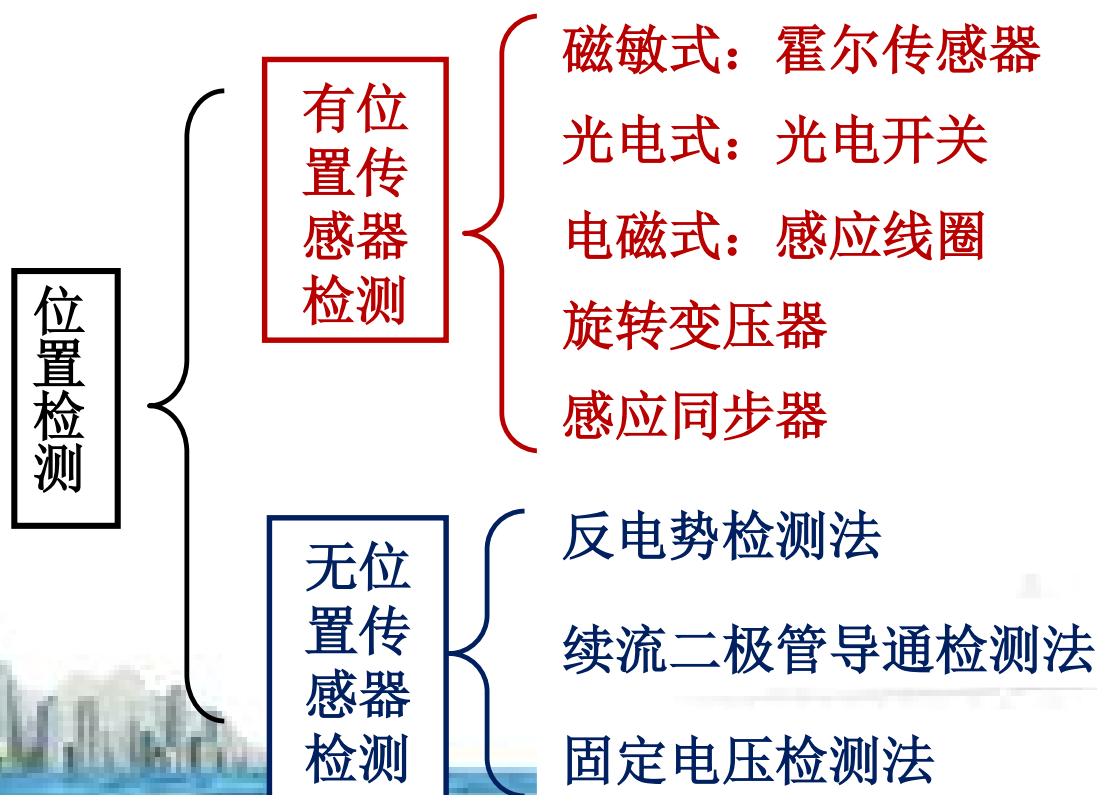 位置检测
有位
置传
感器
检测
磁敏式：霍尔传感器
光电式：光电开关
电磁式：感应线圈
旋转变压器
感应同步器
无位
置传
感器
检测
反电势检测法
续流二极管导通检测法
固定电压检测法